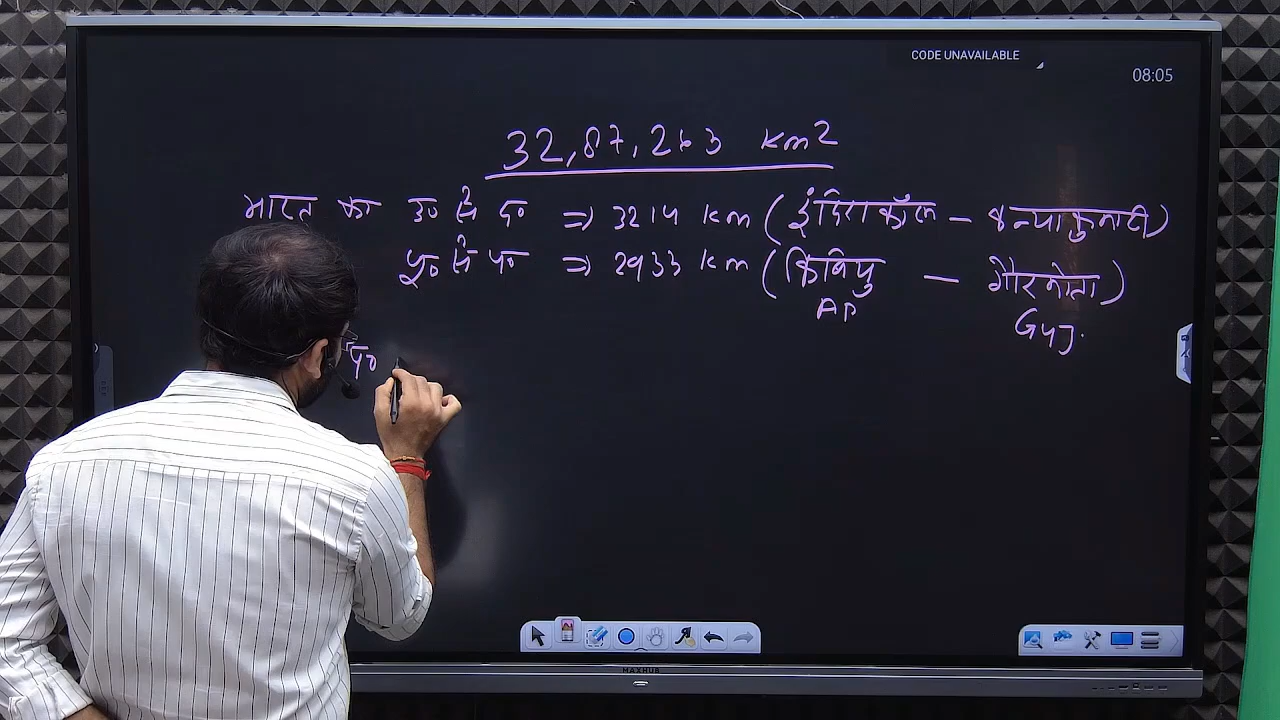 CODE UNAVAILABLE
08:05
32,87,263 km2
भारत का उ० से द० ⇒ 3214 km (इंदिरा कॉल – कन्याकुमारी)
पू० से प० ⇒ 2933 km (किबिथु – गौरमोता)
AP Guj.
MAXHUB